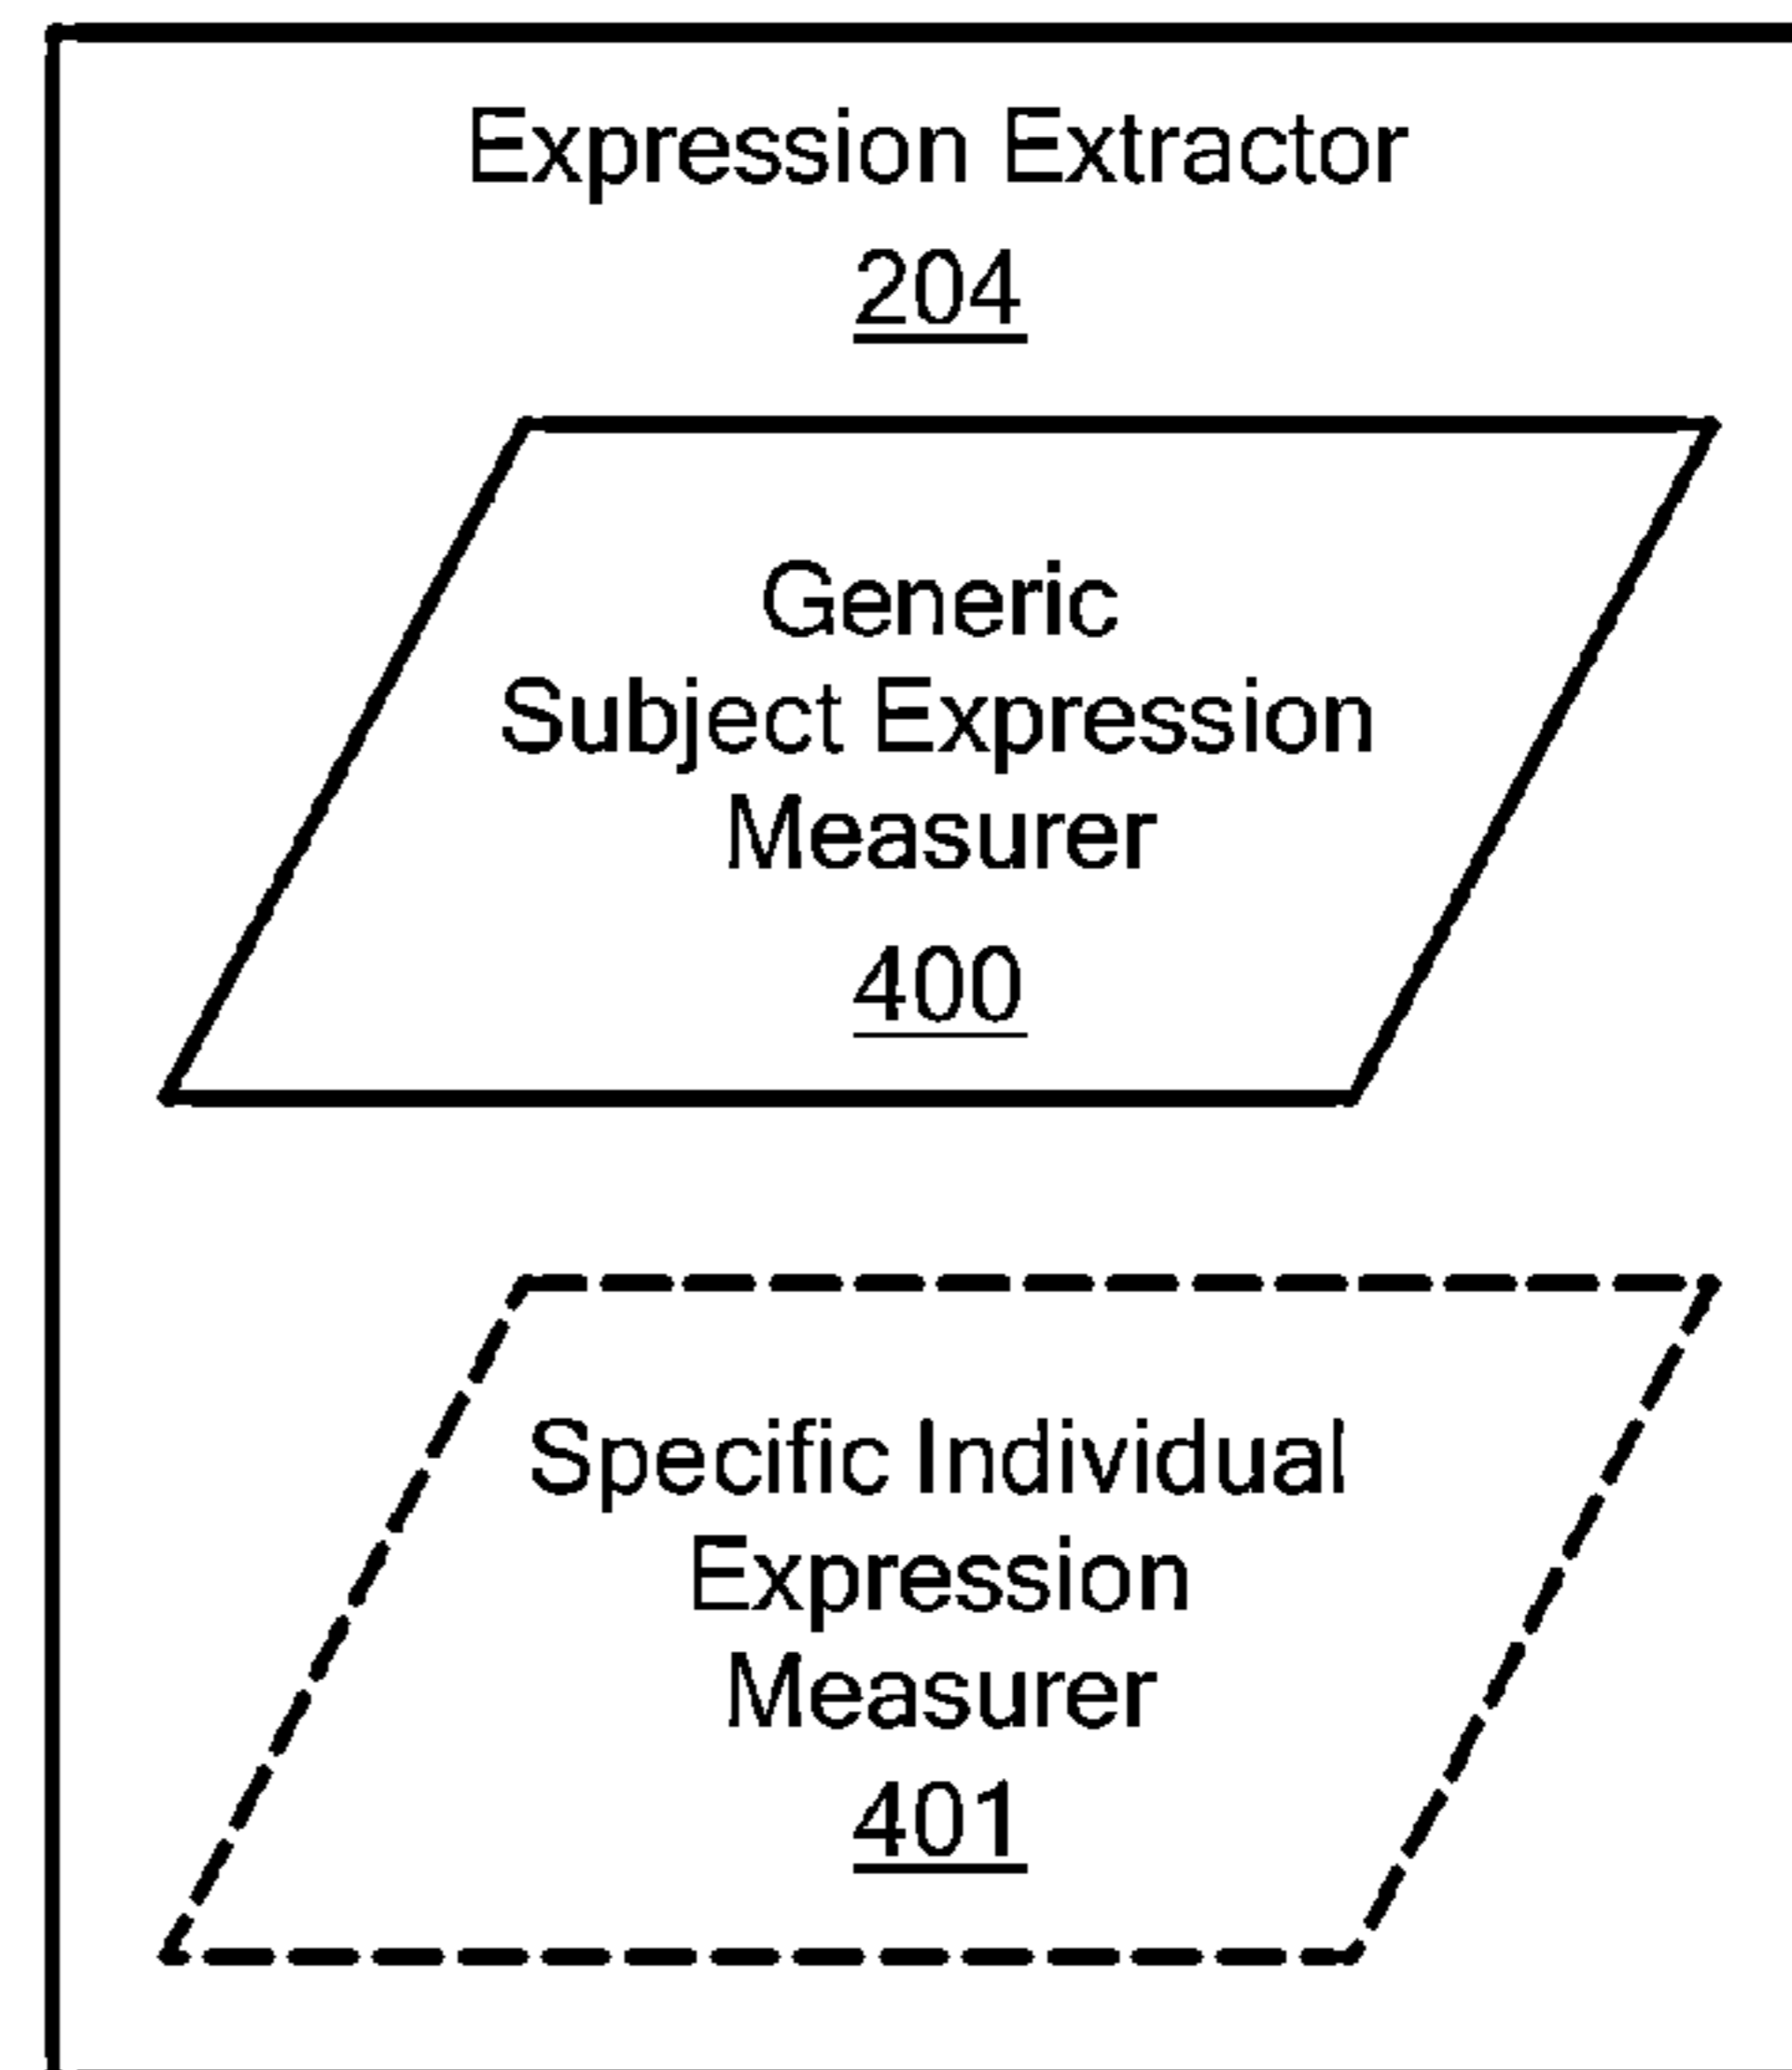 Expression Extractor
204
Generic
Subject Expression
Measurer
400
Specific Individual
Expression
Measurer
401